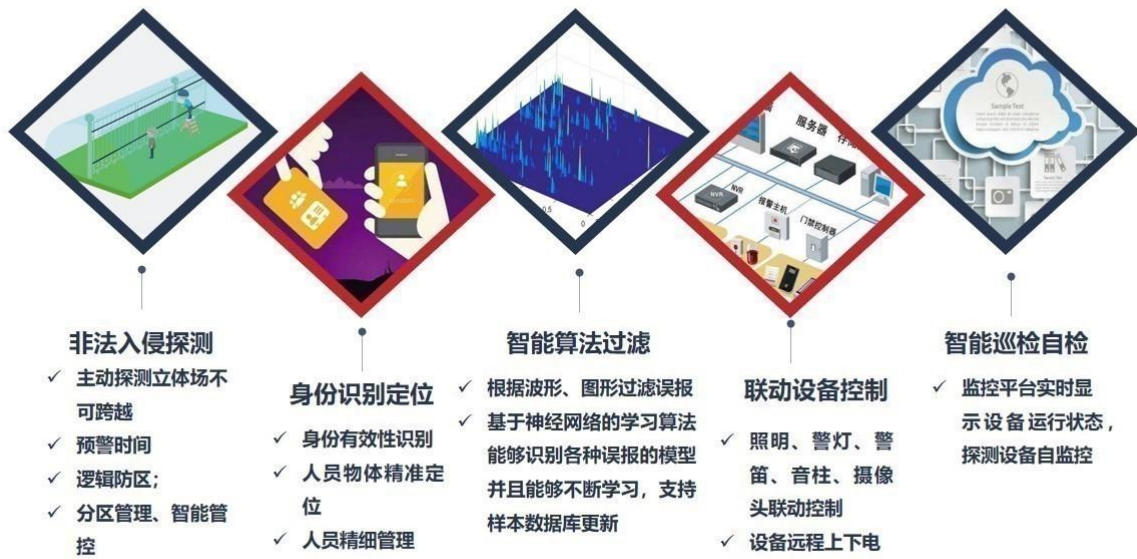 服务器
NVR
报警主机
门禁控制器
0.5
0
Sample Text
非法入侵探测
✓ 主动探测立体场不
可跨越
✓ 预警时间
✓ 逻辑防区;
✓ 分区管理、智能管
控
身份识别定位
✓ 身份有效性识别
✓ 人员物体精准定
位
✓ 人员精细管理
智能算法过滤
✓ 根据波形、图形过滤误报
✓ 基于神经网络的学习算法
能够识别各种误报的模型
并且能够不断学习，支持
样本数据库更新
联动设备控制
✓ 照明、警灯、警
笛、音柱、摄像
头联动控制
✓ 设备远程上下电
智能巡检自检
✓ 监控平台实时显
示设备运行状态，
探测设备自监控